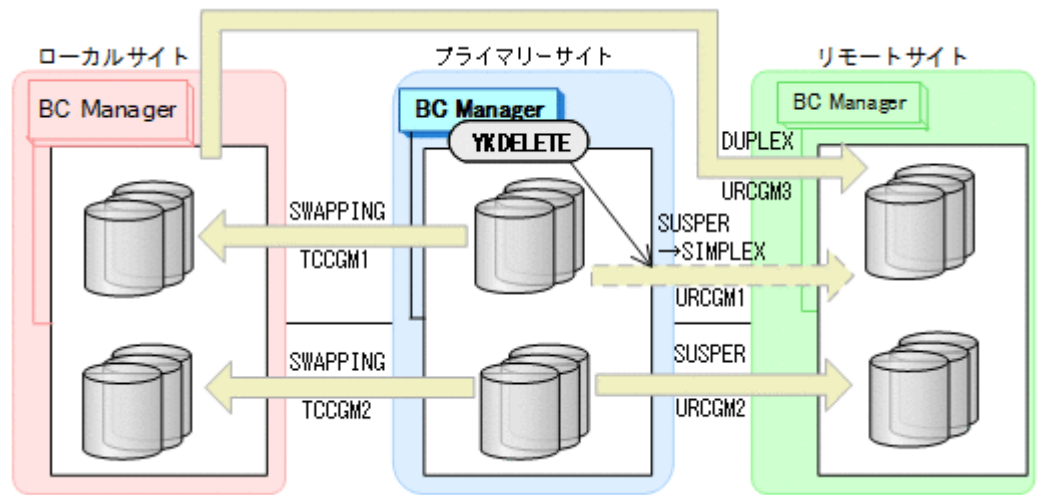 ローカルサイト
プライマリーサイト
リモートサイト
BC Manager
BC Manager
BC Manager
YKDELETE
DUPLEX
URCGM3
SWAPPING
TCCGM1
SUSPER
→SIMPLEX
URCGM1
SWAPPING
TCCGM2
SUSPER
URCGM2